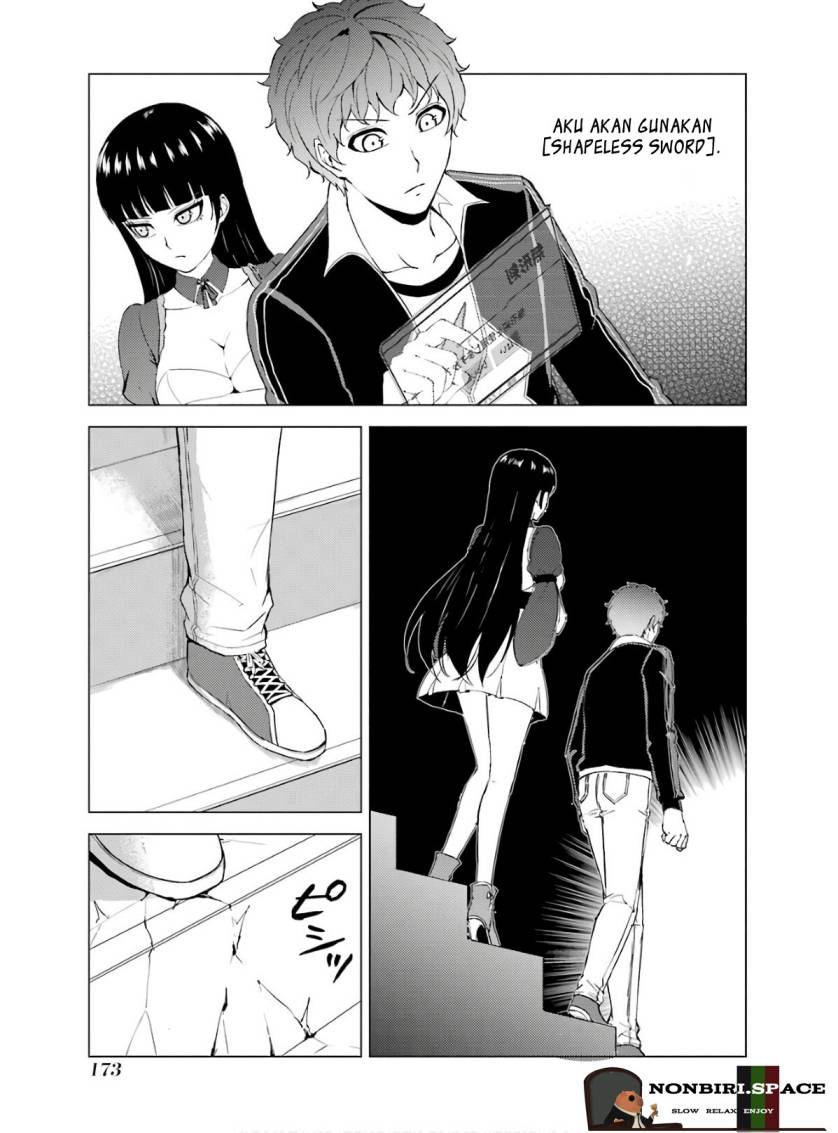 AKU AKAN GUNAKAN
[SHAPELESS SWORD].
ピシッ
173
NONBIRI.SPACE
SLOW RELAX ENJOY